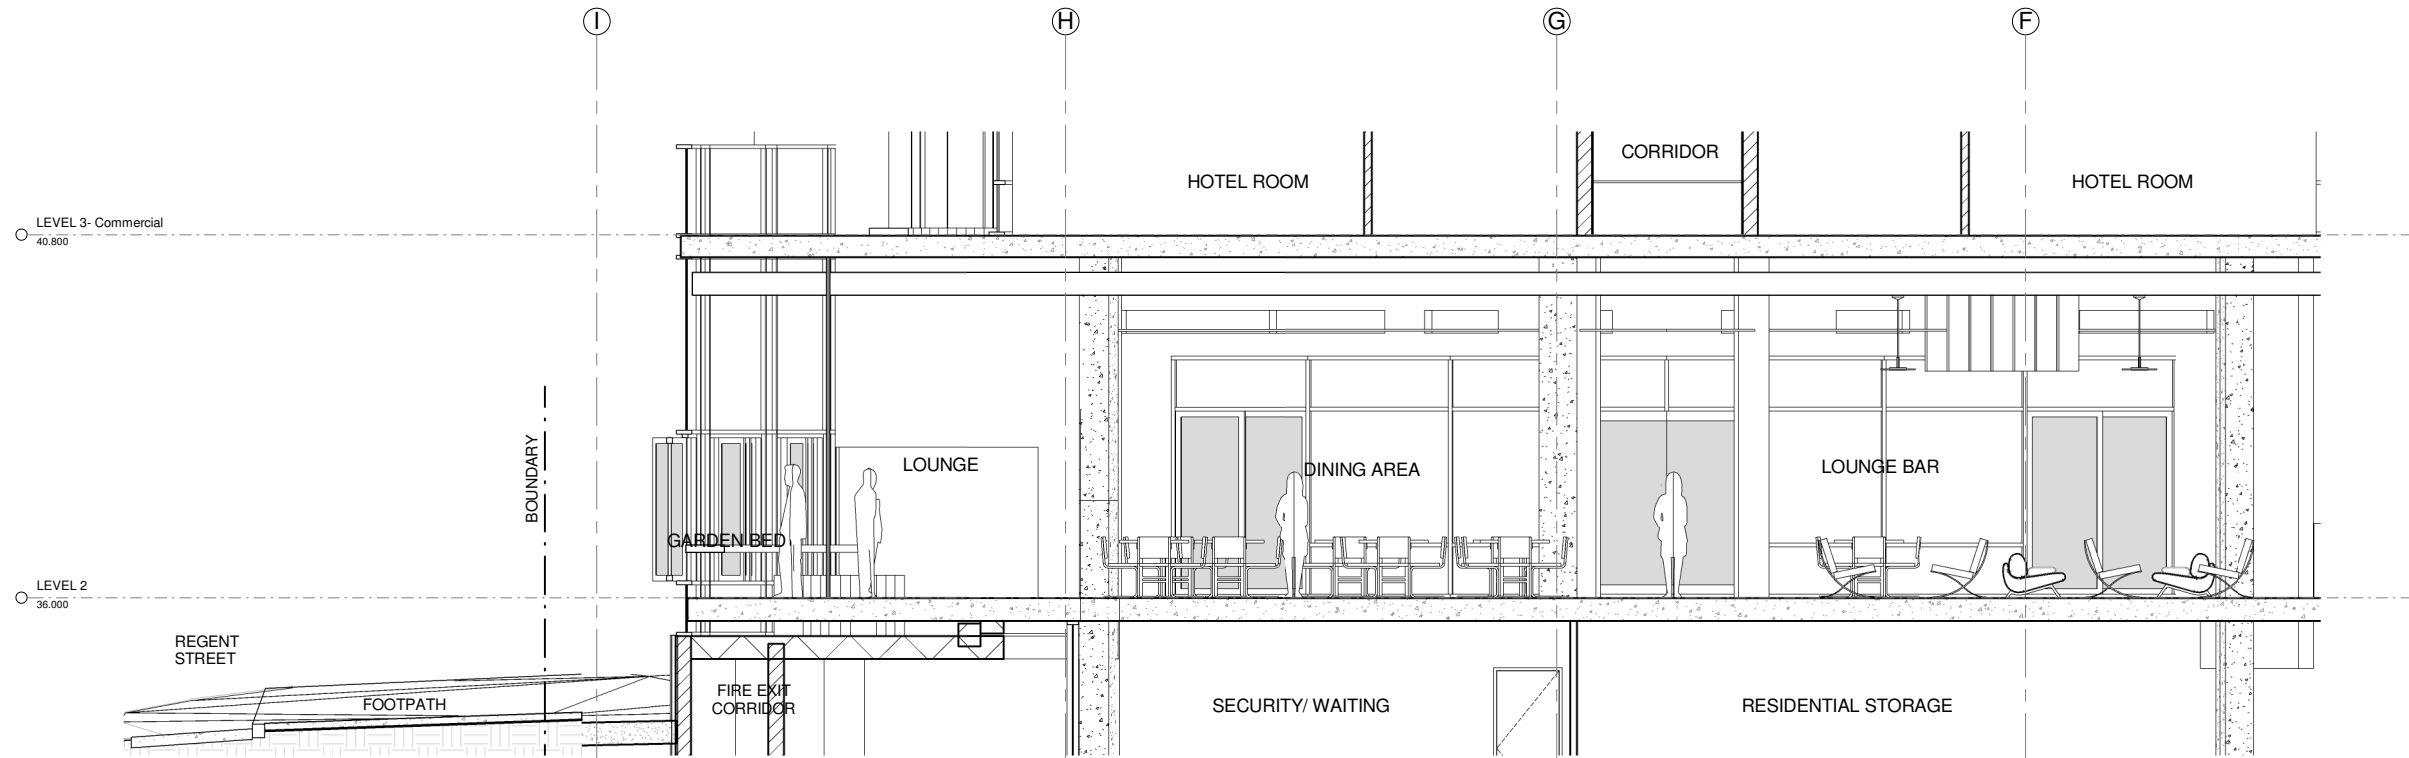 I
H
G
F
CORRIDOR
HOTEL ROOM
HOTEL ROOM
LEVEL 3- Commercial
40.800
BOUNDARY
LOUNGE
DINING AREA
LOUNGE BAR
GARDEN BED
LEVEL 2
36.000
REGENT
STREET
FOOTPATH
FIRE EXIT
CORRIDOR
SECURITY/ WAITING
RESIDENTIAL STORAGE